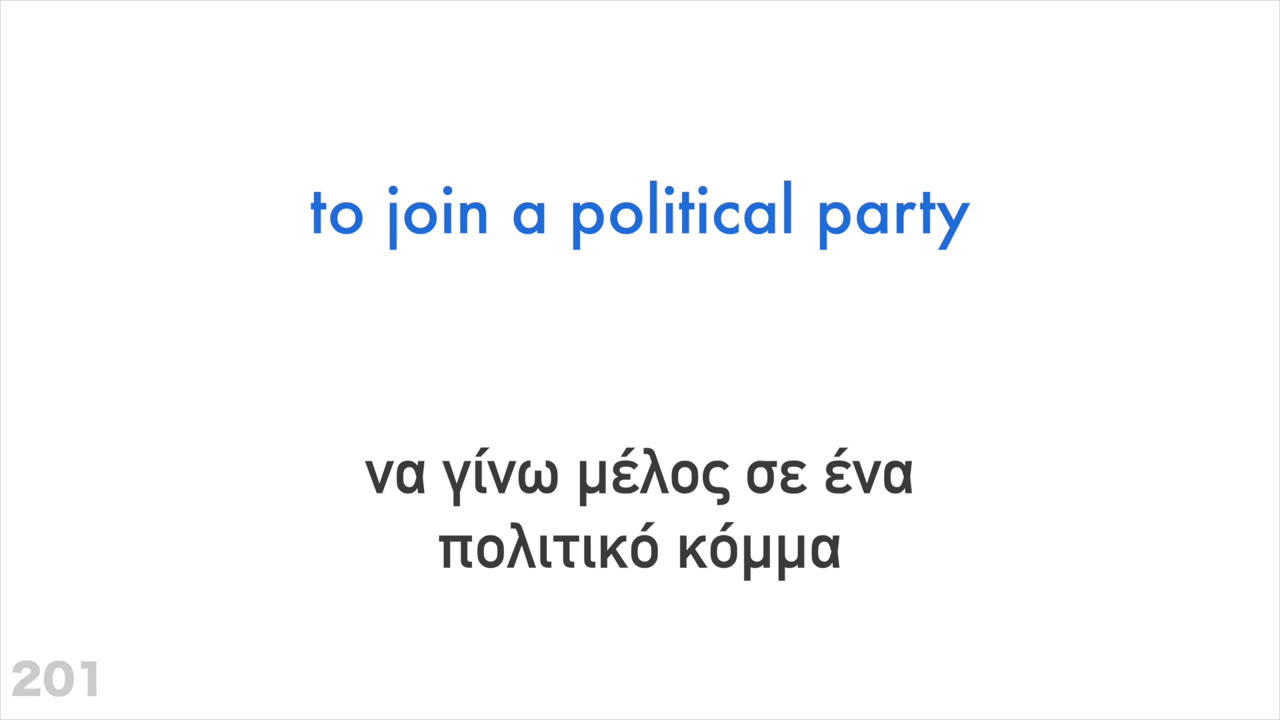 to join a political party
να γίνω μέλος σε ένα
πολιτικό κόμμα
201